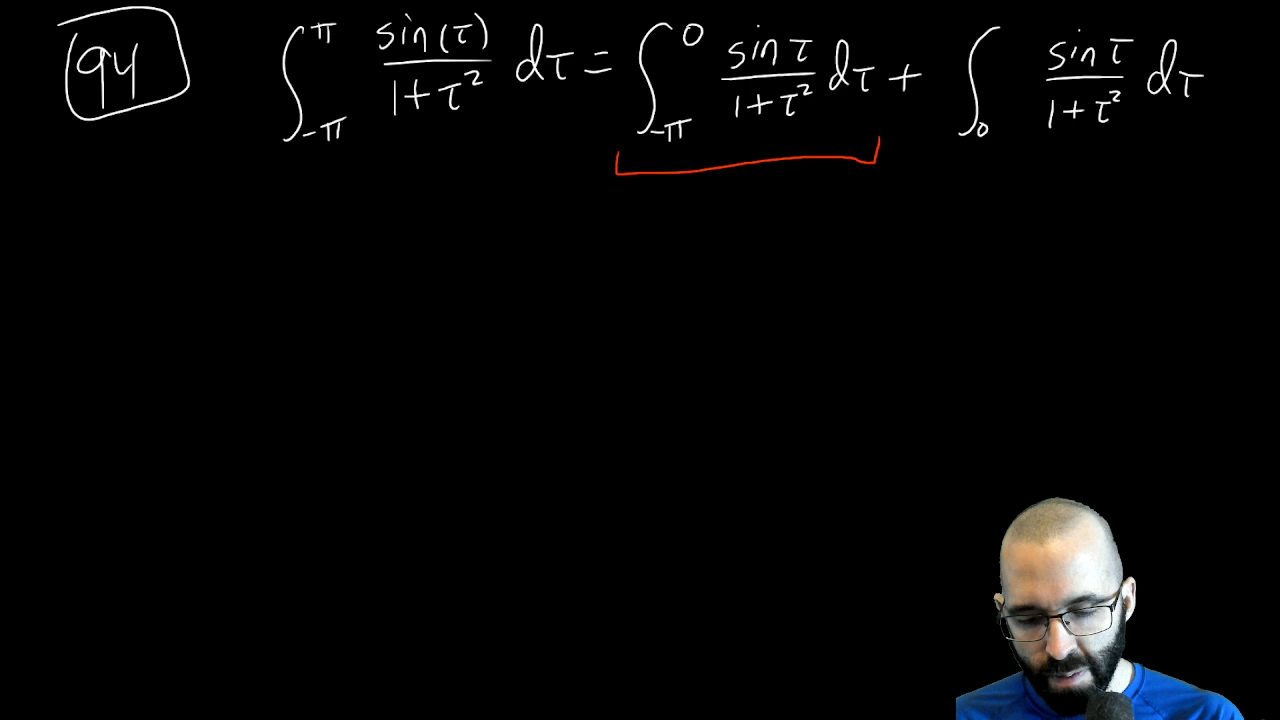 94 ∫_{-π}^{π} sin(τ)/(1+τ²) dτ = ∫_{-π}^{0} sin τ/(1+τ²) dτ + ∫_{0} sin τ/(1+τ²) dτ